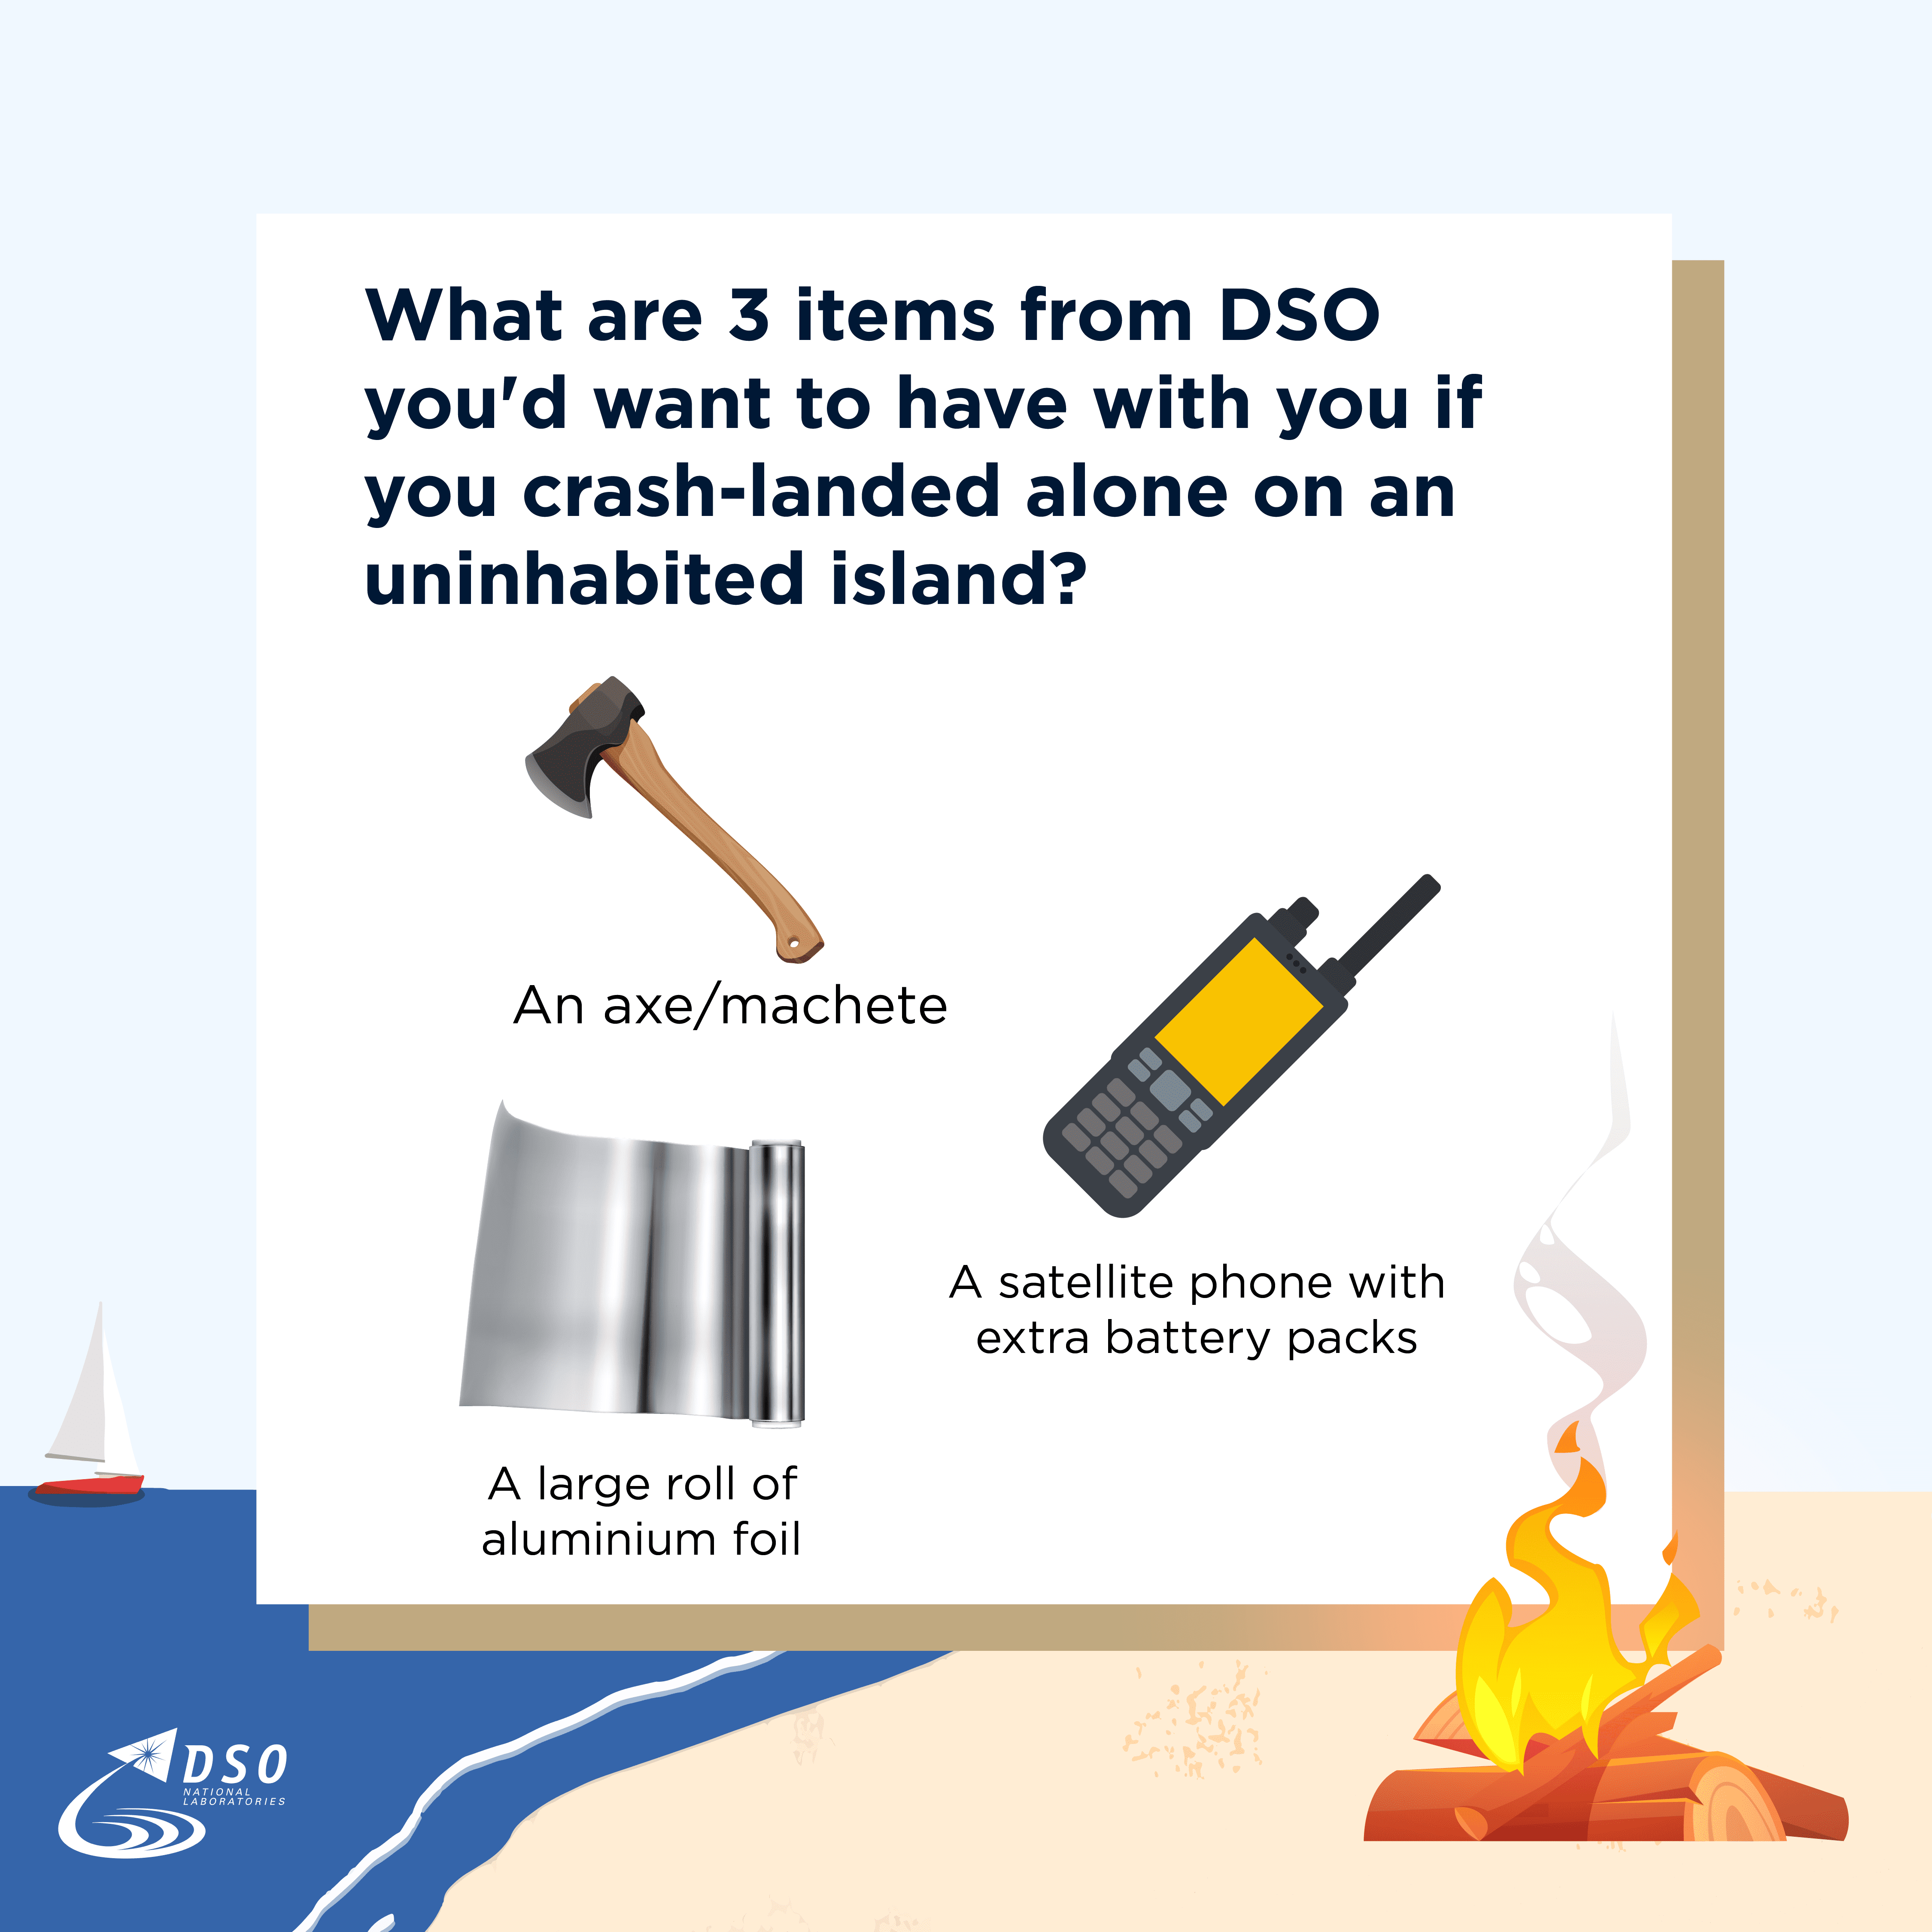 What are 3 items from DSO
you'd want to have with you if
you crash-landed alone on an
uninhabited island?
An axe/machete
A satellite phone with
extra battery packs
A large roll of
aluminium foil
DSO
NATIONAL
LABORATORIES